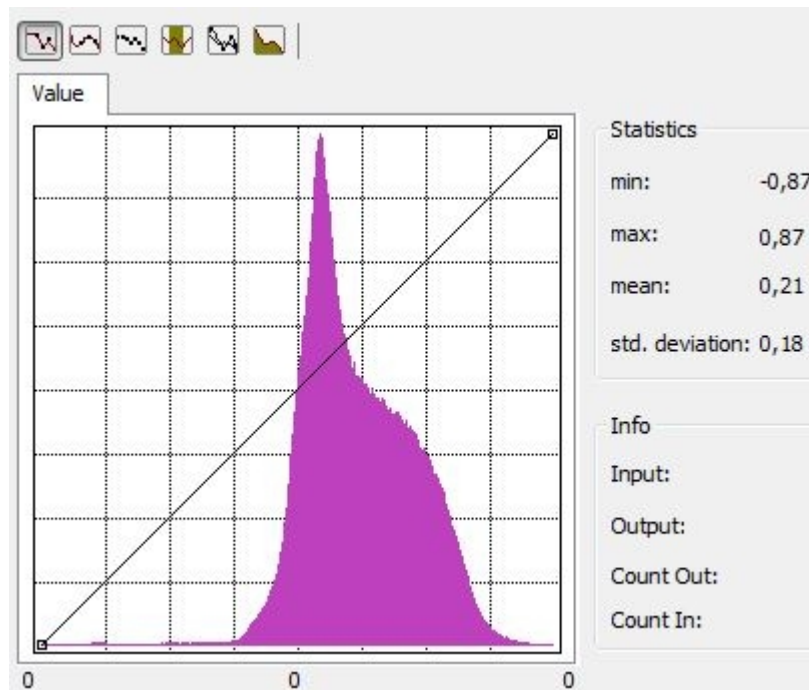 Value
0 0 0
Statistics
min: -0,87
max: 0,87
mean: 0,21
std. deviation: 0,18
Info
Input:
Output:
Count Out:
Count In: